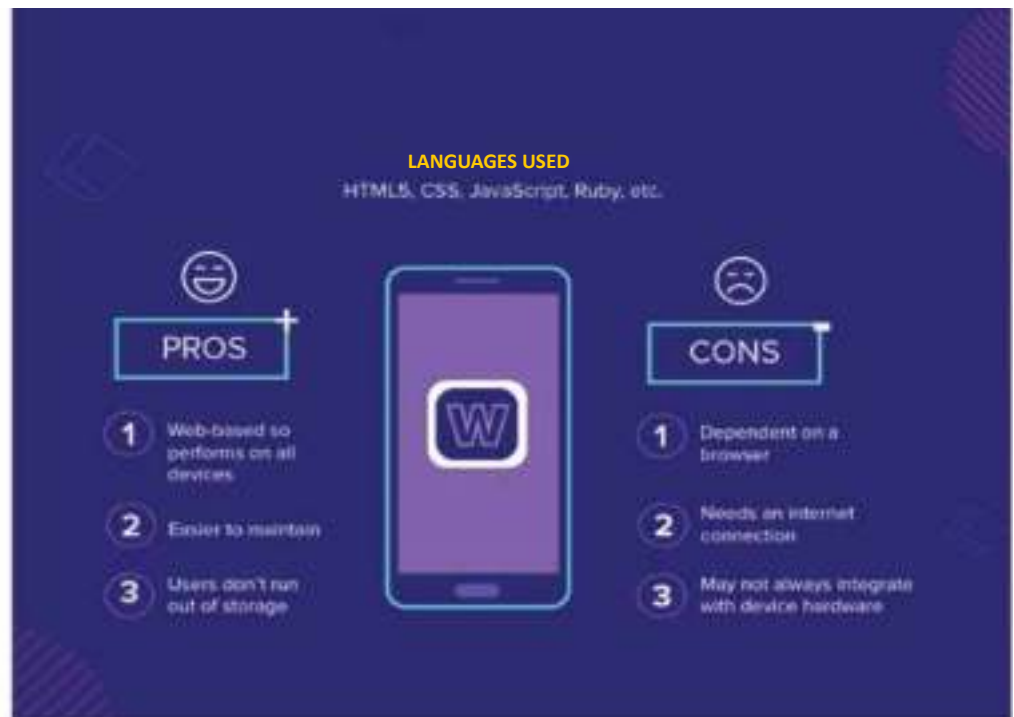 LANGUAGES USED
HTML5, CSS, JavaScript, Ruby, etc.
PROS
+
1
Web-based so
performs on all
devices
2
Easier to maintain
3
Users don't run
out of storage
W
CONS
-
1
Dependent on a
browser
2
Needs an internet
connection
3
May not always integrate
with device hardware